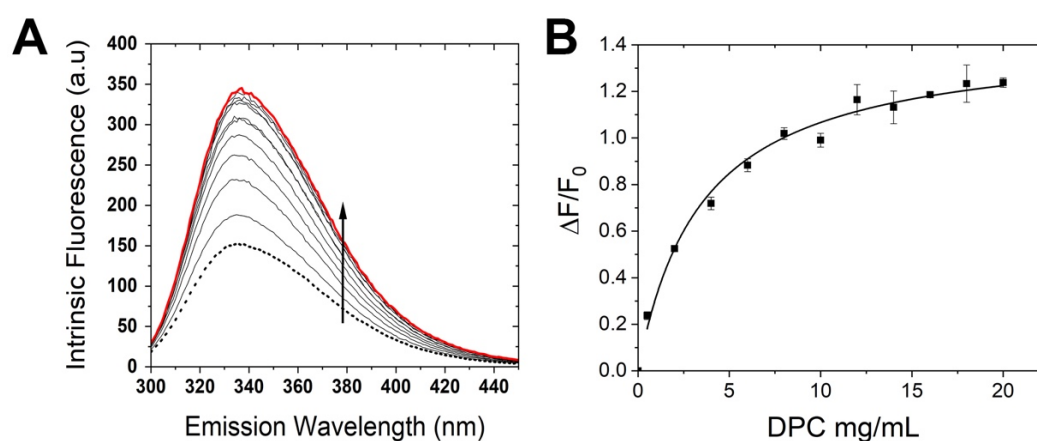 A
Intrinsic Fluorescence (a.u)
400
350
300
250
200
150
100
50
0
300 320 340 360 380 400 420 440
Emission Wavelength (nm)
B
ΔF/F0
1.4
1.2
1.0
0.8
0.6
0.4
0.2
0.0
0 5 10 15 20
DPC mg/mL